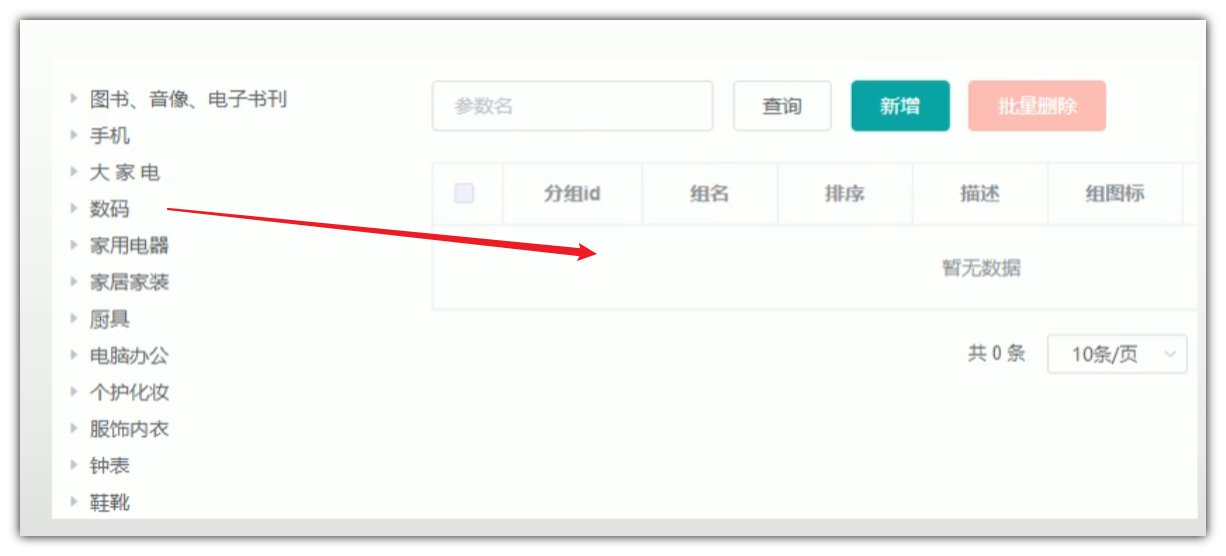 图书、音像、电子书刊
手机
大 家 电
数码
家用电器
家居家装
厨具
电脑办公
个护化妆
服饰内衣
钟表
鞋靴
参数名 查询 新增 批量删除
分组id 组名 排序 描述 组图标
暂无数据
共 0 条 10条/页